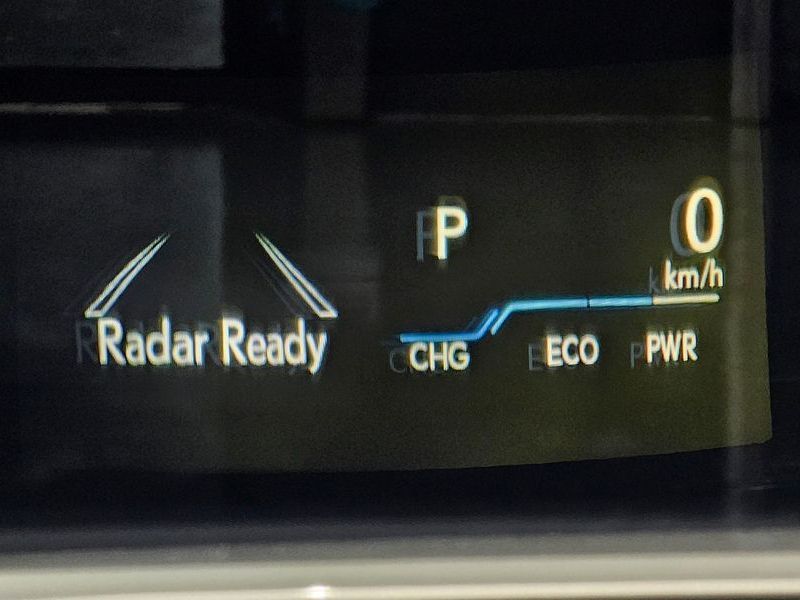 P 0
km/h
Radar Ready
CHG ECO PWR